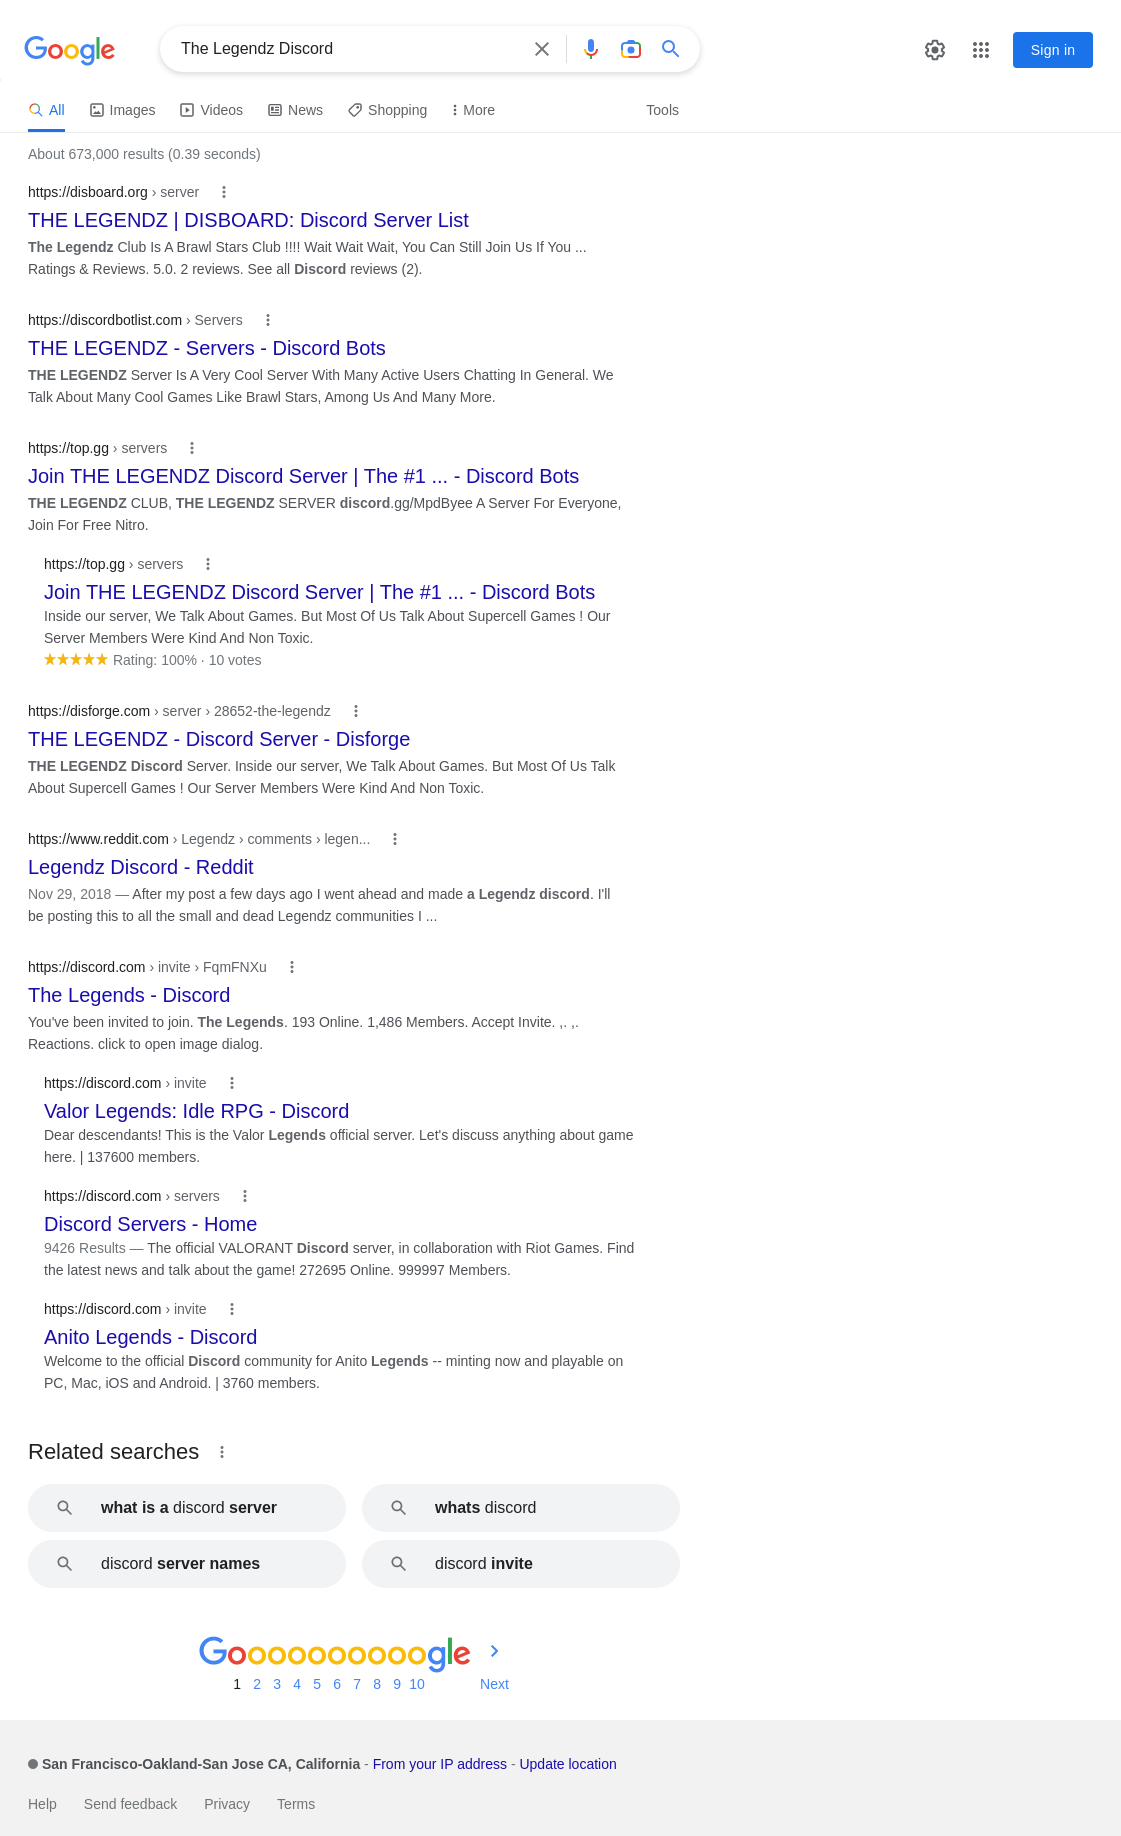 Google
The Legendz Discord
Sign in
All Images Videos News Shopping More Tools
About 673,000 results (0.39 seconds)
https://disboard.org › server
THE LEGENDZ | DISBOARD: Discord Server List
The Legendz Club Is A Brawl Stars Club !!!! Wait Wait Wait, You Can Still Join Us If You ...
Ratings & Reviews. 5.0. 2 reviews. See all Discord reviews (2).
https://discordbotlist.com › Servers
THE LEGENDZ - Servers - Discord Bots
THE LEGENDZ Server Is A Very Cool Server With Many Active Users Chatting In General. We
Talk About Many Cool Games Like Brawl Stars, Among Us And Many More.
https://top.gg › servers
Join THE LEGENDZ Discord Server | The #1 ... - Discord Bots
THE LEGENDZ CLUB, THE LEGENDZ SERVER discord.gg/MpdByee A Server For Everyone,
Join For Free Nitro.
https://top.gg › servers
Join THE LEGENDZ Discord Server | The #1 ... - Discord Bots
Inside our server, We Talk About Games. But Most Of Us Talk About Supercell Games ! Our
Server Members Were Kind And Non Toxic.
Rating: 100% · 10 votes
https://disforge.com › server › 28652-the-legendz
THE LEGENDZ - Discord Server - Disforge
THE LEGENDZ Discord Server. Inside our server, We Talk About Games. But Most Of Us Talk
About Supercell Games ! Our Server Members Were Kind And Non Toxic.
https://www.reddit.com › Legendz › comments › legen...
Legendz Discord - Reddit
Nov 29, 2018 — After my post a few days ago I went ahead and made a Legendz discord. I'll
be posting this to all the small and dead Legendz communities I ...
https://discord.com › invite › FqmFNXu
The Legends - Discord
You've been invited to join. The Legends. 193 Online. 1,486 Members. Accept Invite. ,. ,.
Reactions. click to open image dialog.
https://discord.com › invite
Valor Legends: Idle RPG - Discord
Dear descendants! This is the Valor Legends official server. Let's discuss anything about game
here. | 137600 members.
https://discord.com › servers
Discord Servers - Home
9426 Results — The official VALORANT Discord server, in collaboration with Riot Games. Find
the latest news and talk about the game! 272695 Online. 999997 Members.
https://discord.com › invite
Anito Legends - Discord
Welcome to the official Discord community for Anito Legends -- minting now and playable on
PC, Mac, iOS and Android. | 3760 members.
Related searches
what is a discord server
whats discord
discord server names
discord invite
Goooooooooogle
1 2 3 4 5 6 7 8 9 10 Next
San Francisco-Oakland-San Jose CA, California - From your IP address - Update location
Help Send feedback Privacy Terms